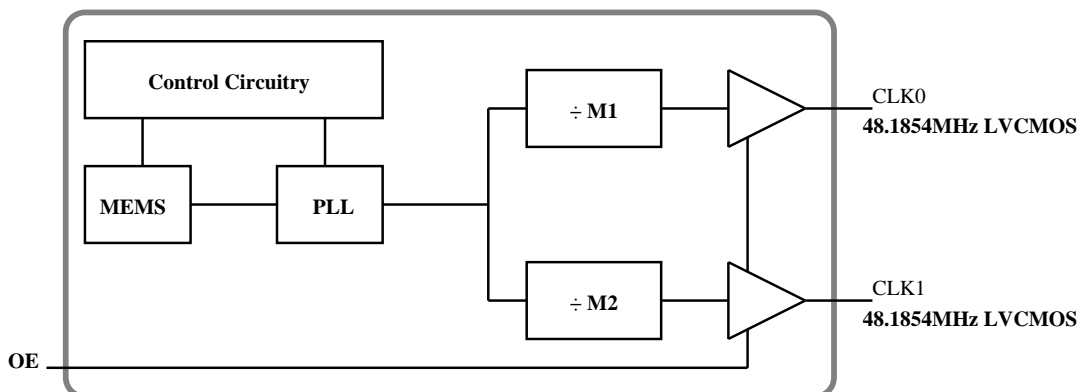 Control Circuitry
MEMS
PLL
÷ M1
÷ M2
CLK0
48.1854MHz LVCMOS
CLK1
48.1854MHz LVCMOS
OE